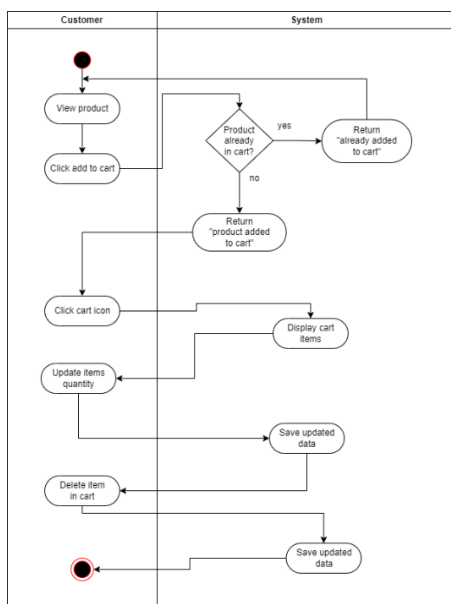 Customer
System
View product
Click add to cart
Product
already
in cart?
yes
Return
"already added
to cart"
no
Return
"product added
to cart"
Click cart icon
Display cart
items
Update items
quantity
Save updated
data
Delete item
in cart
Save updated
data